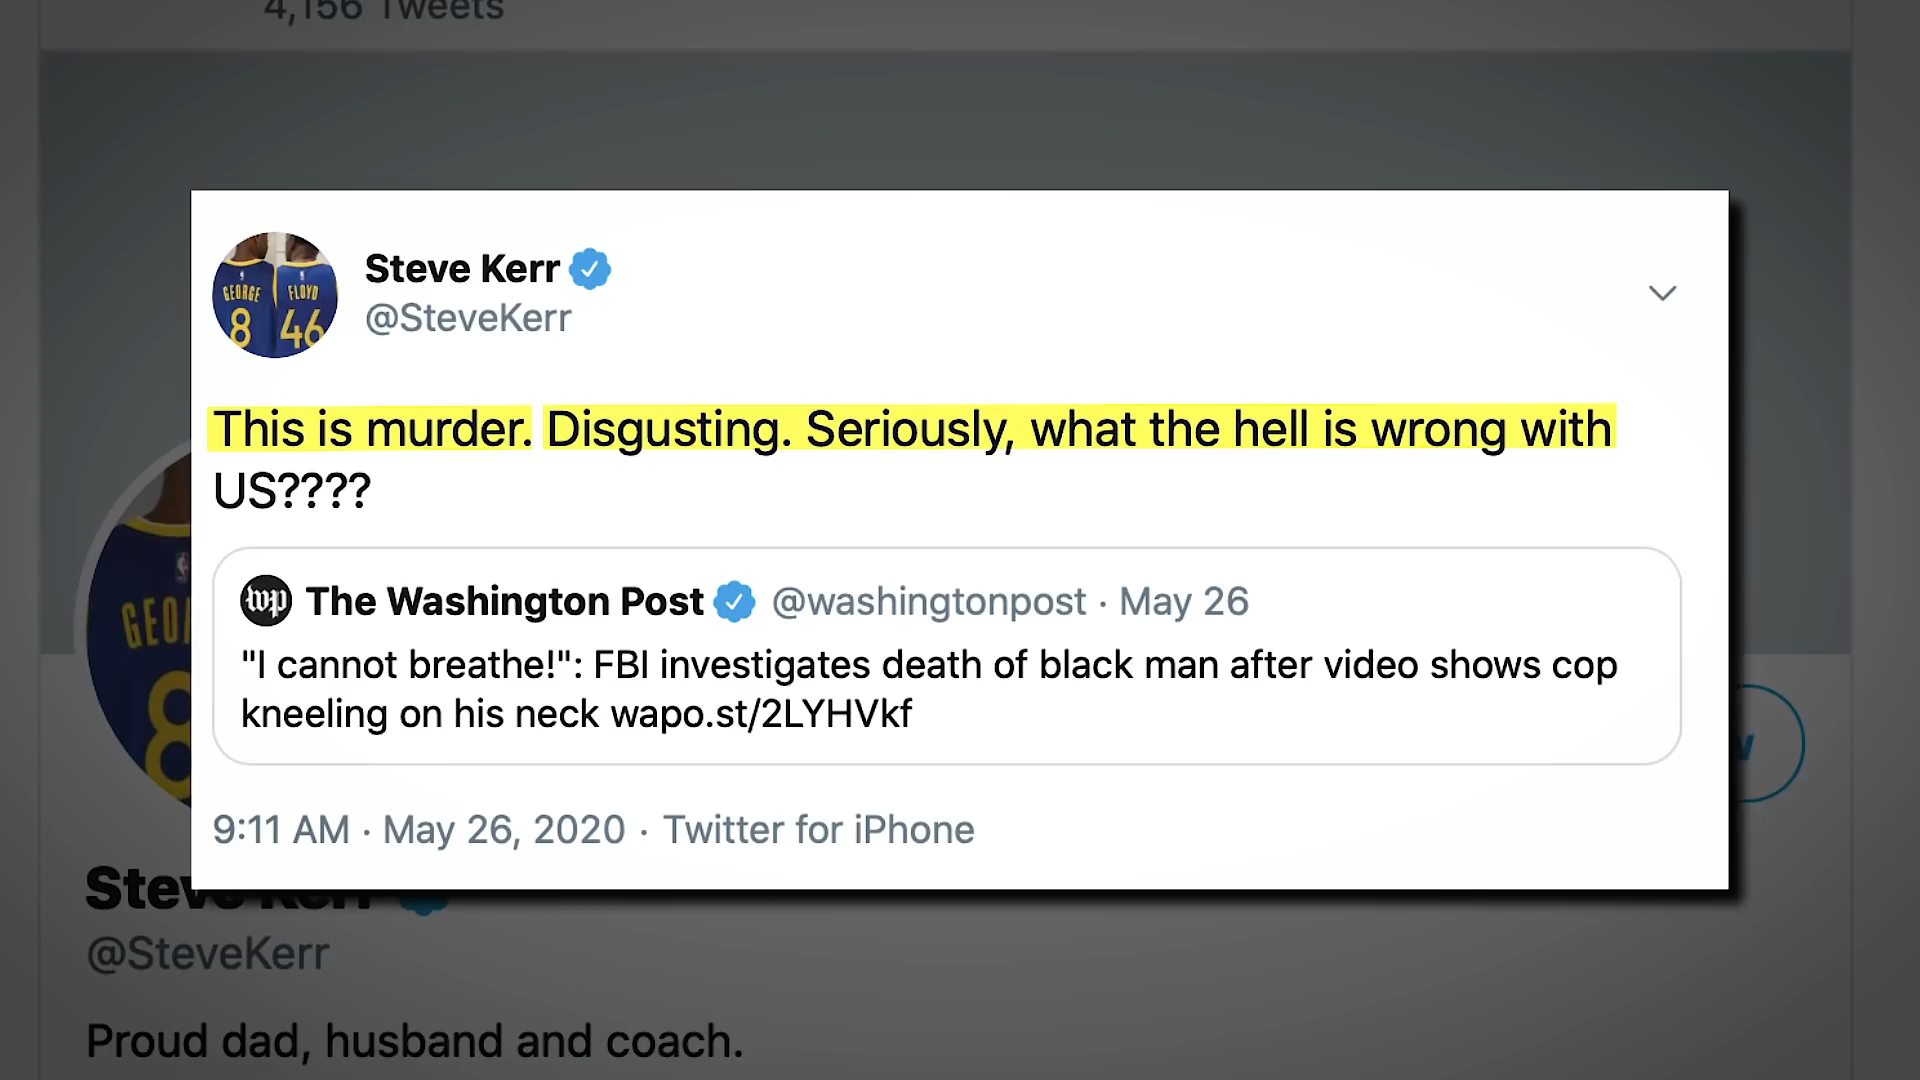 4,156 Tweets
GEORGE
8
FLOYD
46
Steve Kerr
@SteveKerr
This is murder. Disgusting. Seriously, what the hell is wrong with
US????
wp The Washington Post @washingtonpost · May 26
"I cannot breathe!": FBI investigates death of black man after video shows cop
kneeling on his neck wapo.st/2LYHVkf
9:11 AM · May 26, 2020 · Twitter for iPhone
8
Steve Kerr
@SteveKerr
Proud dad, husband and coach.